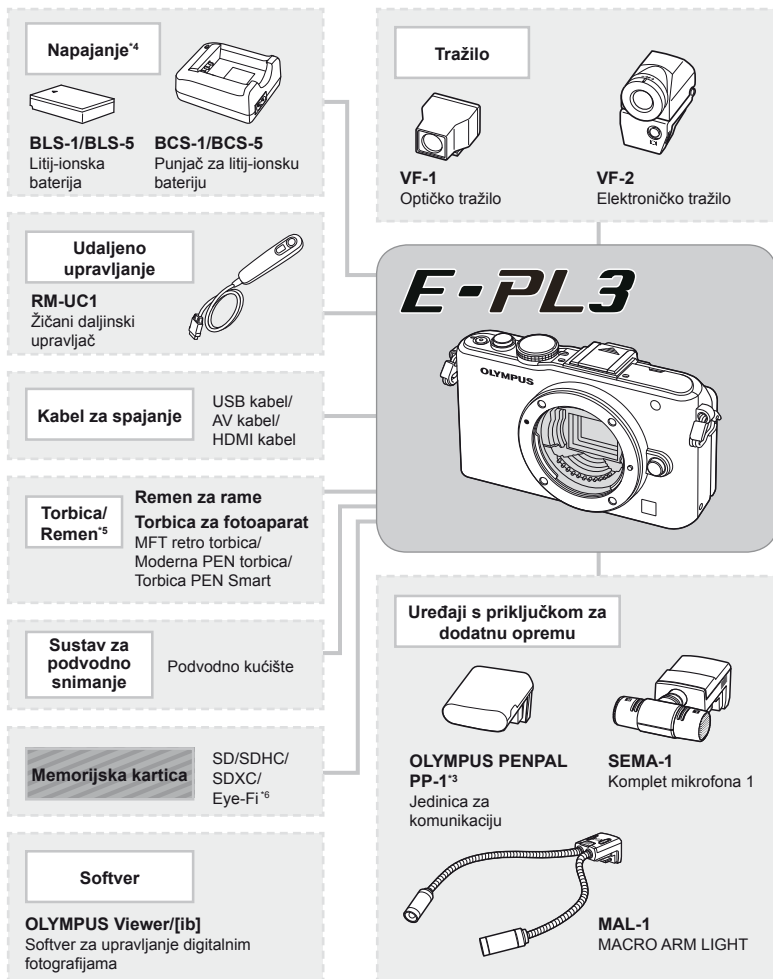 Napajanje*4
BLS-1/BLS-5
Litij-ionska
baterija
BCS-1/BCS-5
Punjač za litij-ionsku
bateriju
Udaljeno
upravljanje
RM-UC1
Žičani daljinski
upravljač
Kabel za spajanje
USB kabel/
AV kabel/
HDMI kabel
Torbica/
Remen*5
Remen za rame
Torbica za fotoaparat
MFT retro torbica/
Moderna PEN torbica/
Torbica PEN Smart
Sustav za
podvodno
snimanje
Podvodno kućište
Memorijska kartica
SD/SDHC/
SDXC/
Eye-Fi*6
Softver
OLYMPUS Viewer/[ib]
Softver za upravljanje digitalnim
fotografijama
Tražilo
VF-1
Optičko tražilo
VF-2
Elektroničko tražilo
E-PL3
OLYMPUS
Uređaji s priključkom za
dodatnu opremu
OLYMPUS PENPAL
PP-1*3
Jedinica za
komunikaciju
SEMA-1
Komplet mikrofona 1
MAL-1
MACRO ARM LIGHT